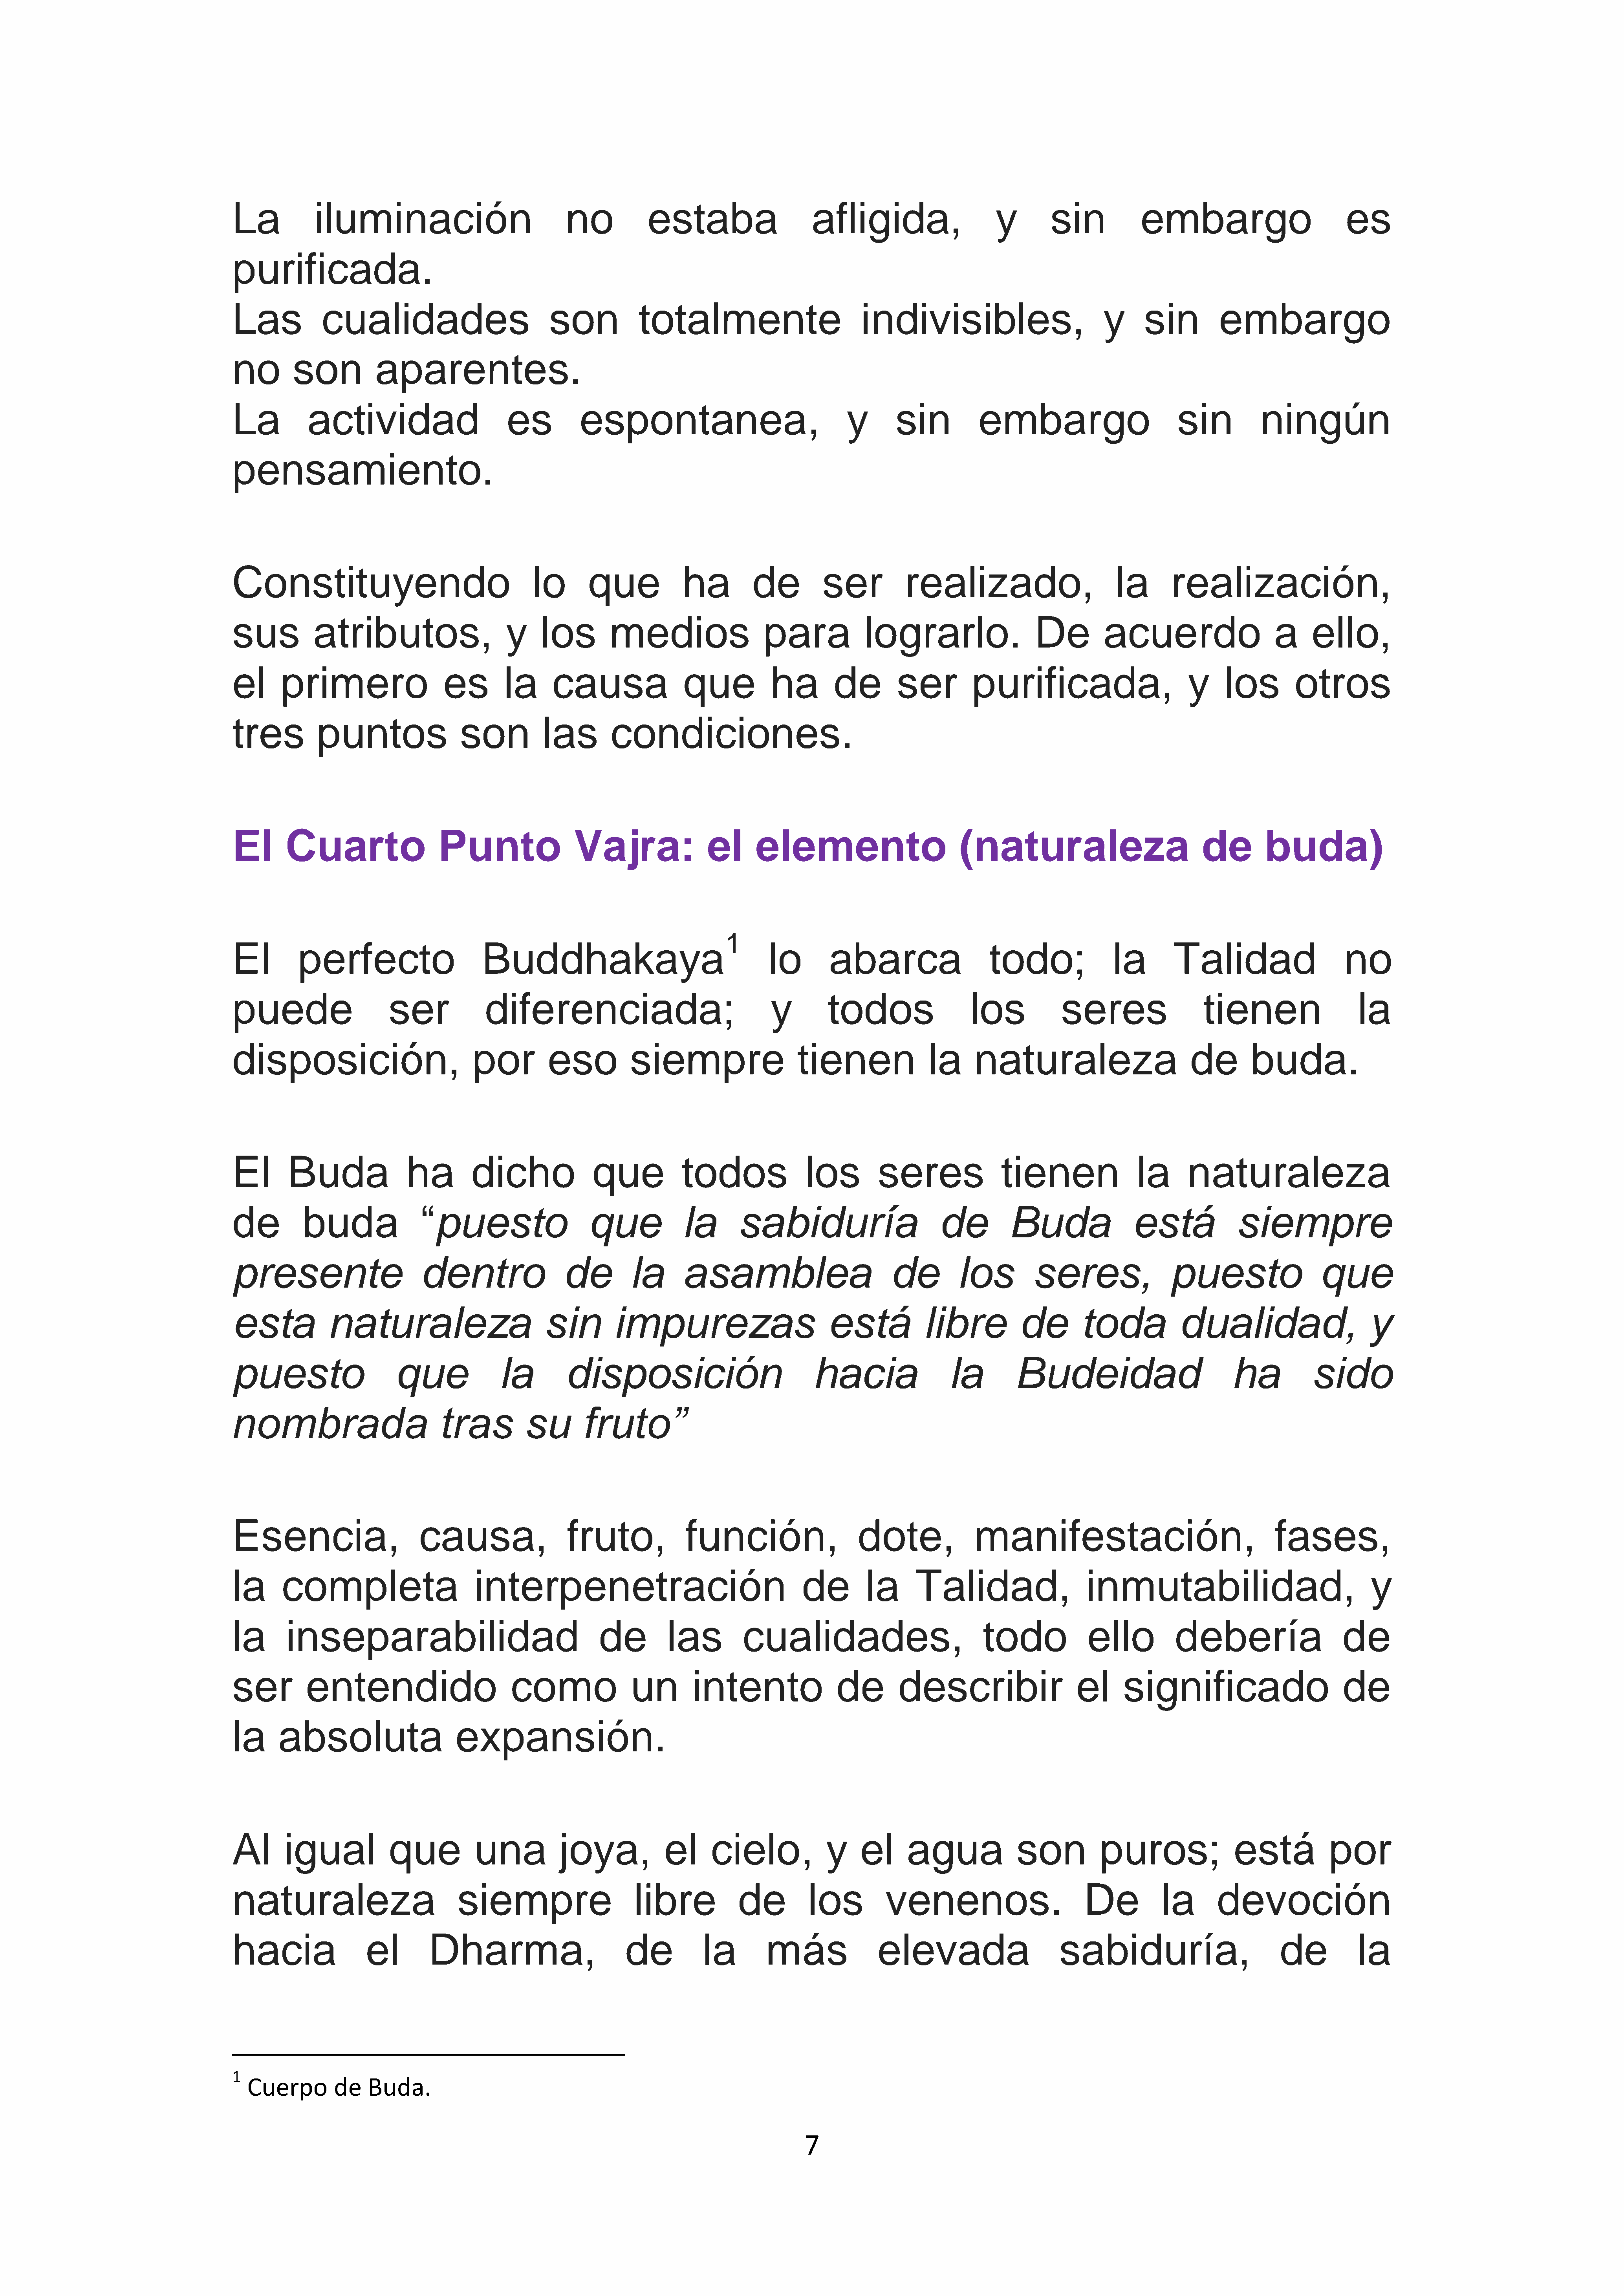 La iluminación no estaba afligida, y sin embargo es
purificada.
Las cualidades son totalmente indivisibles, y sin embargo
no son aparentes.
La actividad es espontanea, y sin embargo sin ningún
pensamiento.
Constituyendo lo que ha de ser realizado, la realización,
sus atributos, y los medios para lograrlo. De acuerdo a ello,
el primero es la causa que ha de ser purificada, y los otros
tres puntos son las condiciones.
El Cuarto Punto Vajra: el elemento (naturaleza de buda)
El perfecto Buddhakaya1 lo abarca todo; la Talidad no
puede ser diferenciada; y todos los seres tienen la
disposición, por eso siempre tienen la naturaleza de buda.
El Buda ha dicho que todos los seres tienen la naturaleza
de buda “puesto que la sabiduría de Buda está siempre
presente dentro de la asamblea de los seres, puesto que
esta naturaleza sin impurezas está libre de toda dualidad, y
puesto que la disposición hacia la Budeidad ha sido
nombrada tras su fruto”
Esencia, causa, fruto, función, dote, manifestación, fases,
la completa interpenetración de la Talidad, inmutabilidad, y
la inseparabilidad de las cualidades, todo ello debería de
ser entendido como un intento de describir el significado de
la absoluta expansión.
Al igual que una joya, el cielo, y el agua son puros; está por
naturaleza siempre libre de los venenos. De la devoción
hacia el Dharma, de la más elevada sabiduría, de la
1 Cuerpo de Buda.
7